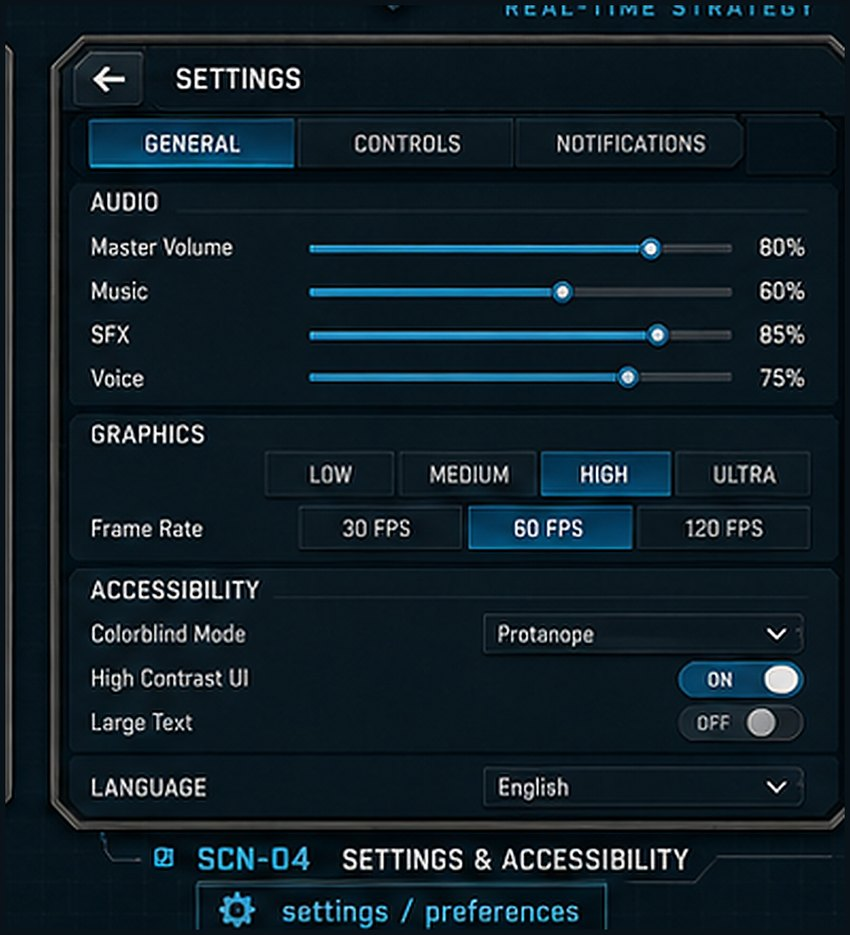 REAL-TIME STRATEGY
SETTINGS
GENERAL CONTROLS NOTIFICATIONS
AUDIO
Master Volume 80%
Music 60%
SFX 85%
Voice 75%
GRAPHICS
LOW MEDIUM HIGH ULTRA
Frame Rate 30 FPS 60 FPS 120 FPS
ACCESSIBILITY
Colorblind Mode Protanope
High Contrast UI ON
Large Text OFF
LANGUAGE English
SCN-04 SETTINGS & ACCESSIBILITY
settings / preferences